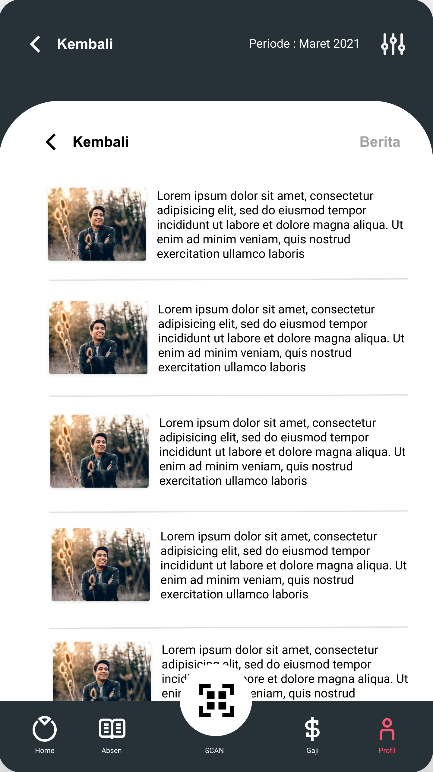 Kembali
Periode : Maret 2021
Kembali
Berita
Lorem ipsum dolor sit amet, consectetur
adipisicing elit, sed do eiusmod tempor
incididunt ut labore et dolore magna aliqua. Ut
enim ad minim veniam, quis nostrud
exercitation ullamco laboris
Lorem ipsum dolor sit amet, consectetur
adipisicing elit, sed do eiusmod tempor
incididunt ut labore et dolore magna aliqua. Ut
enim ad minim veniam, quis nostrud
exercitation ullamco laboris
Lorem ipsum dolor sit amet, consectetur
adipisicing elit, sed do eiusmod tempor
incididunt ut labore et dolore magna aliqua. Ut
enim ad minim veniam, quis nostrud
exercitation ullamco laboris
Lorem ipsum dolor sit amet, consectetur
adipisicing elit, sed do eiusmod tempor
incididunt ut labore et dolore magna aliqua. Ut
enim ad minim veniam, quis nostrud
exercitation ullamco laboris
Lorem ipsum dolor sit amet, consectetur
adipisicing elit, sed do eiusmod tempor
et dolore magna aliqua. Ut
veniam, quis nostrud
Home
Absen
SCAN
Gaji
Profil